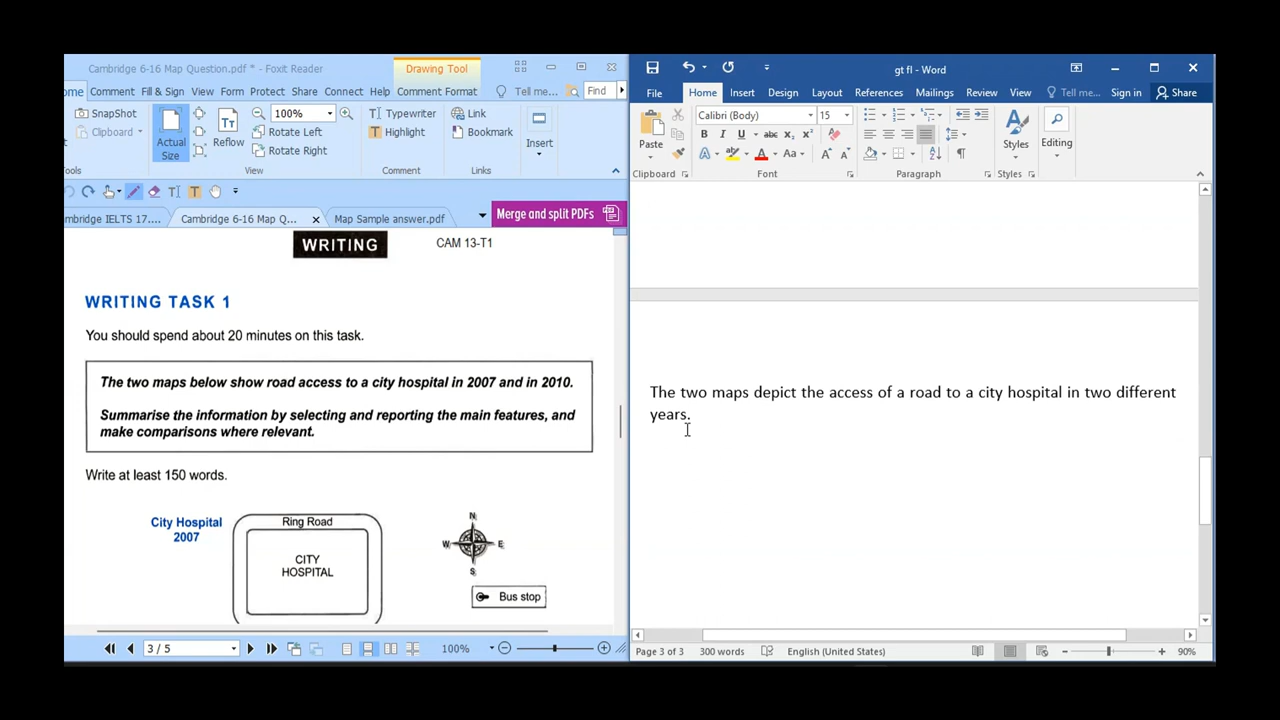 Cambridge 6-16 Map Question.pdf * - Foxit Reader
Drawing Tool
ome Comment Fill & Sign View Form Protect Share Connect Help Comment Format Tell me... Find
SnapShot
Clipboard
Actual Size
Reflow
100%
Rotate Left
Rotate Right
Typewriter
Highlight
Link
Bookmark
Insert
ools View Comment Links
mbridge IELTS 17.... Cambridge 6-16 Map Q... Map Sample answer.pdf Merge and split PDFs
WRITING CAM 13-T1
WRITING TASK 1
You should spend about 20 minutes on this task.
The two maps below show road access to a city hospital in 2007 and in 2010.
Summarise the information by selecting and reporting the main features, and
make comparisons where relevant.
Write at least 150 words.
City Hospital
2007
Ring Road
CITY
HOSPITAL
N
W E
S
Bus stop
3 / 5 100%
gt fl - Word
File Home Insert Design Layout References Mailings Review View Tell me... Sign in Share
Paste
Calibri (Body) 15
B I U abc x₂ x²
A A Aa A A
Styles
Editing
Clipboard Font Paragraph Styles
The two maps depict the access of a road to a city hospital in two different
years.
Page 3 of 3 300 words English (United States) 90%